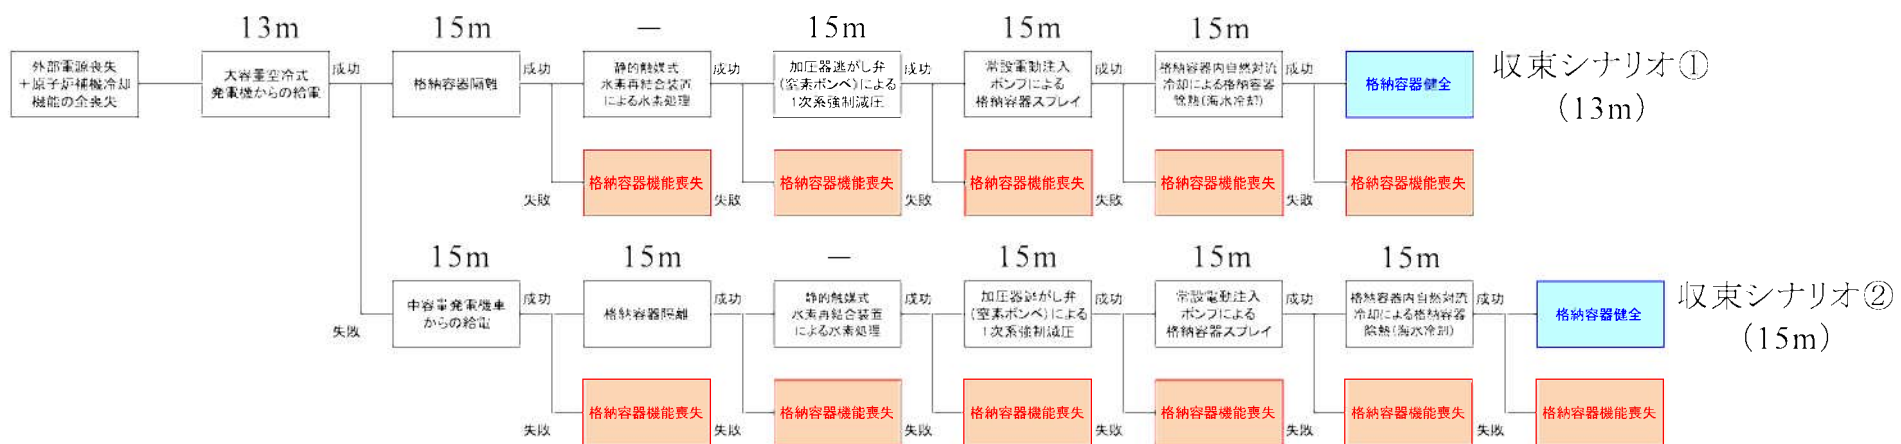 13m
15m
—
15m
15m
15m
外部電源喪失
+原子炉補機冷却
機能の全喪失
大容量空冷式
発電機からの給電
成功
格納容器隔離
成功
静的触媒式
水素再結合装置
による水素処理
成功
加圧器逃がし弁
(窒素ボンベ)による
1次系強制減圧
成功
常設電動注入
ポンプによる
格納容器スプレイ
成功
格納容器内自然対流
冷却による格納容器
除熱(海水冷却)
成功
格納容器健全
収束シナリオ①
(13m)
失敗
格納容器機能喪失
失敗
格納容器機能喪失
失敗
格納容器機能喪失
失敗
格納容器機能喪失
失敗
格納容器機能喪失
15m
15m
—
15m
15m
15m
失敗
中容量発電機車
からの給電
成功
格納容器隔離
成功
静的触媒式
水素再結合装置
による水素処理
成功
加圧器逃がし弁
(窒素ボンベ)による
1次系強制減圧
成功
常設電動注入
ポンプによる
格納容器スプレイ
成功
格納容器内自然対流
冷却による格納容器
除熱(海水冷却)
成功
格納容器健全
収束シナリオ②
(15m)
失敗
格納容器機能喪失
失敗
格納容器機能喪失
失敗
格納容器機能喪失
失敗
格納容器機能喪失
失敗
格納容器機能喪失
失敗
格納容器機能喪失